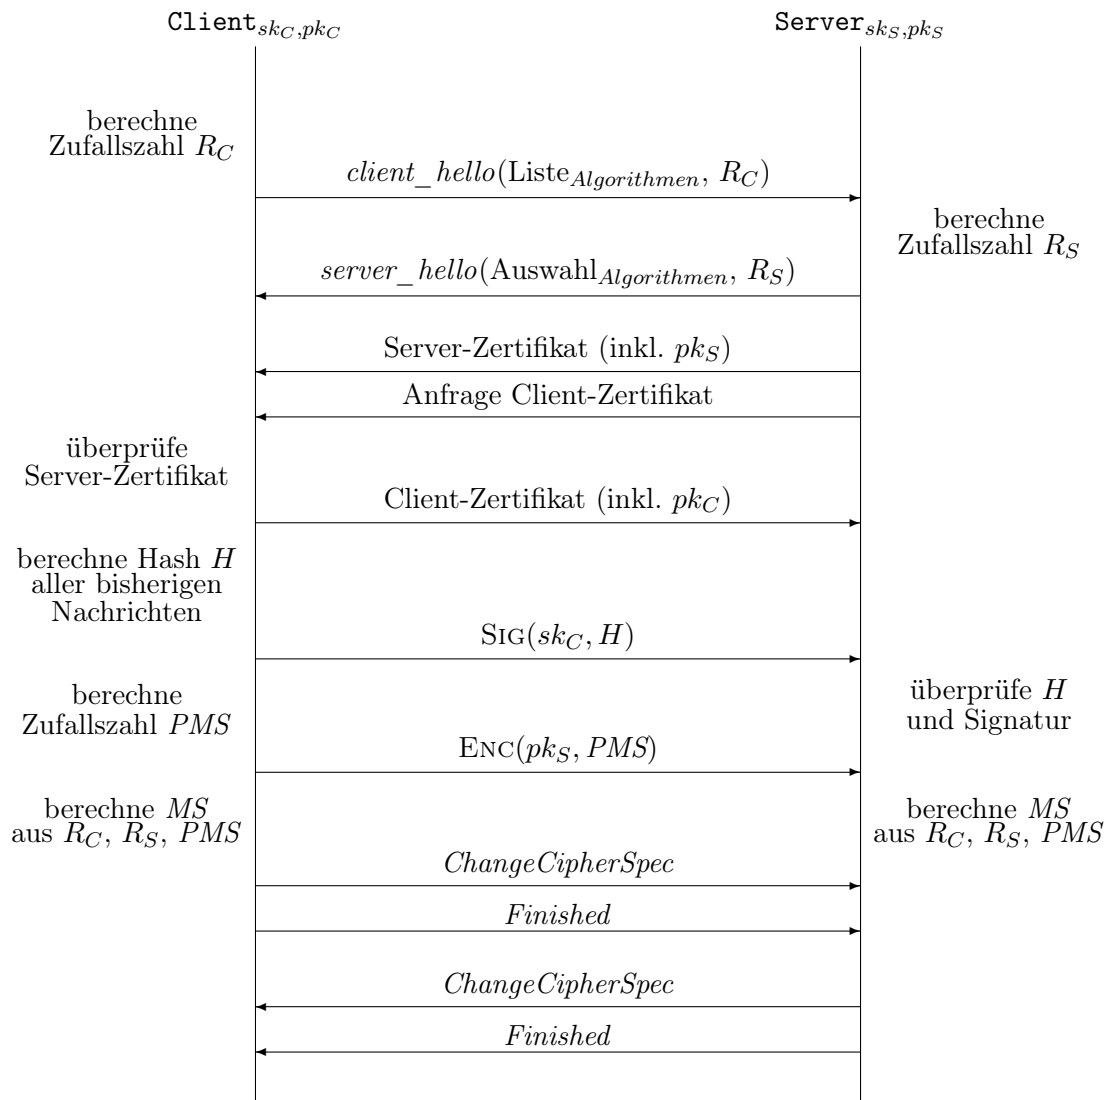 Client_{sk_C,pk_C}
Server_{sk_S,pk_S}
berechne
Zufallszahl R_C
client_hello(Liste_{Algorithmen}, R_C)
berechne
Zufallszahl R_S
server_hello(Auswahl_{Algorithmen}, R_S)
Server-Zertifikat (inkl. pk_S)
Anfrage Client-Zertifikat
überprüfe
Server-Zertifikat
Client-Zertifikat (inkl. pk_C)
berechne Hash H
aller bisherigen
Nachrichten
SIG(sk_C, H)
berechne
Zufallszahl PMS
überprüfe H
und Signatur
ENC(pk_S, PMS)
berechne MS
aus R_C, R_S, PMS
berechne MS
aus R_C, R_S, PMS
ChangeCipherSpec
Finished
ChangeCipherSpec
Finished